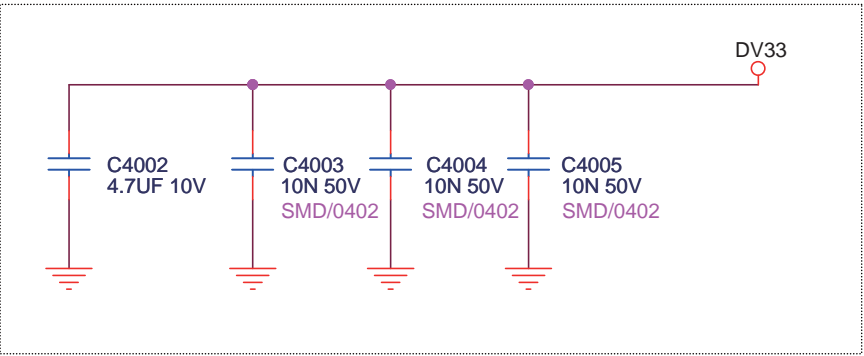 DV33
C4002
4.7UF 10V
C4003
10N 50V
SMD/0402
C4004
10N 50V
SMD/0402
C4005
10N 50V
SMD/0402